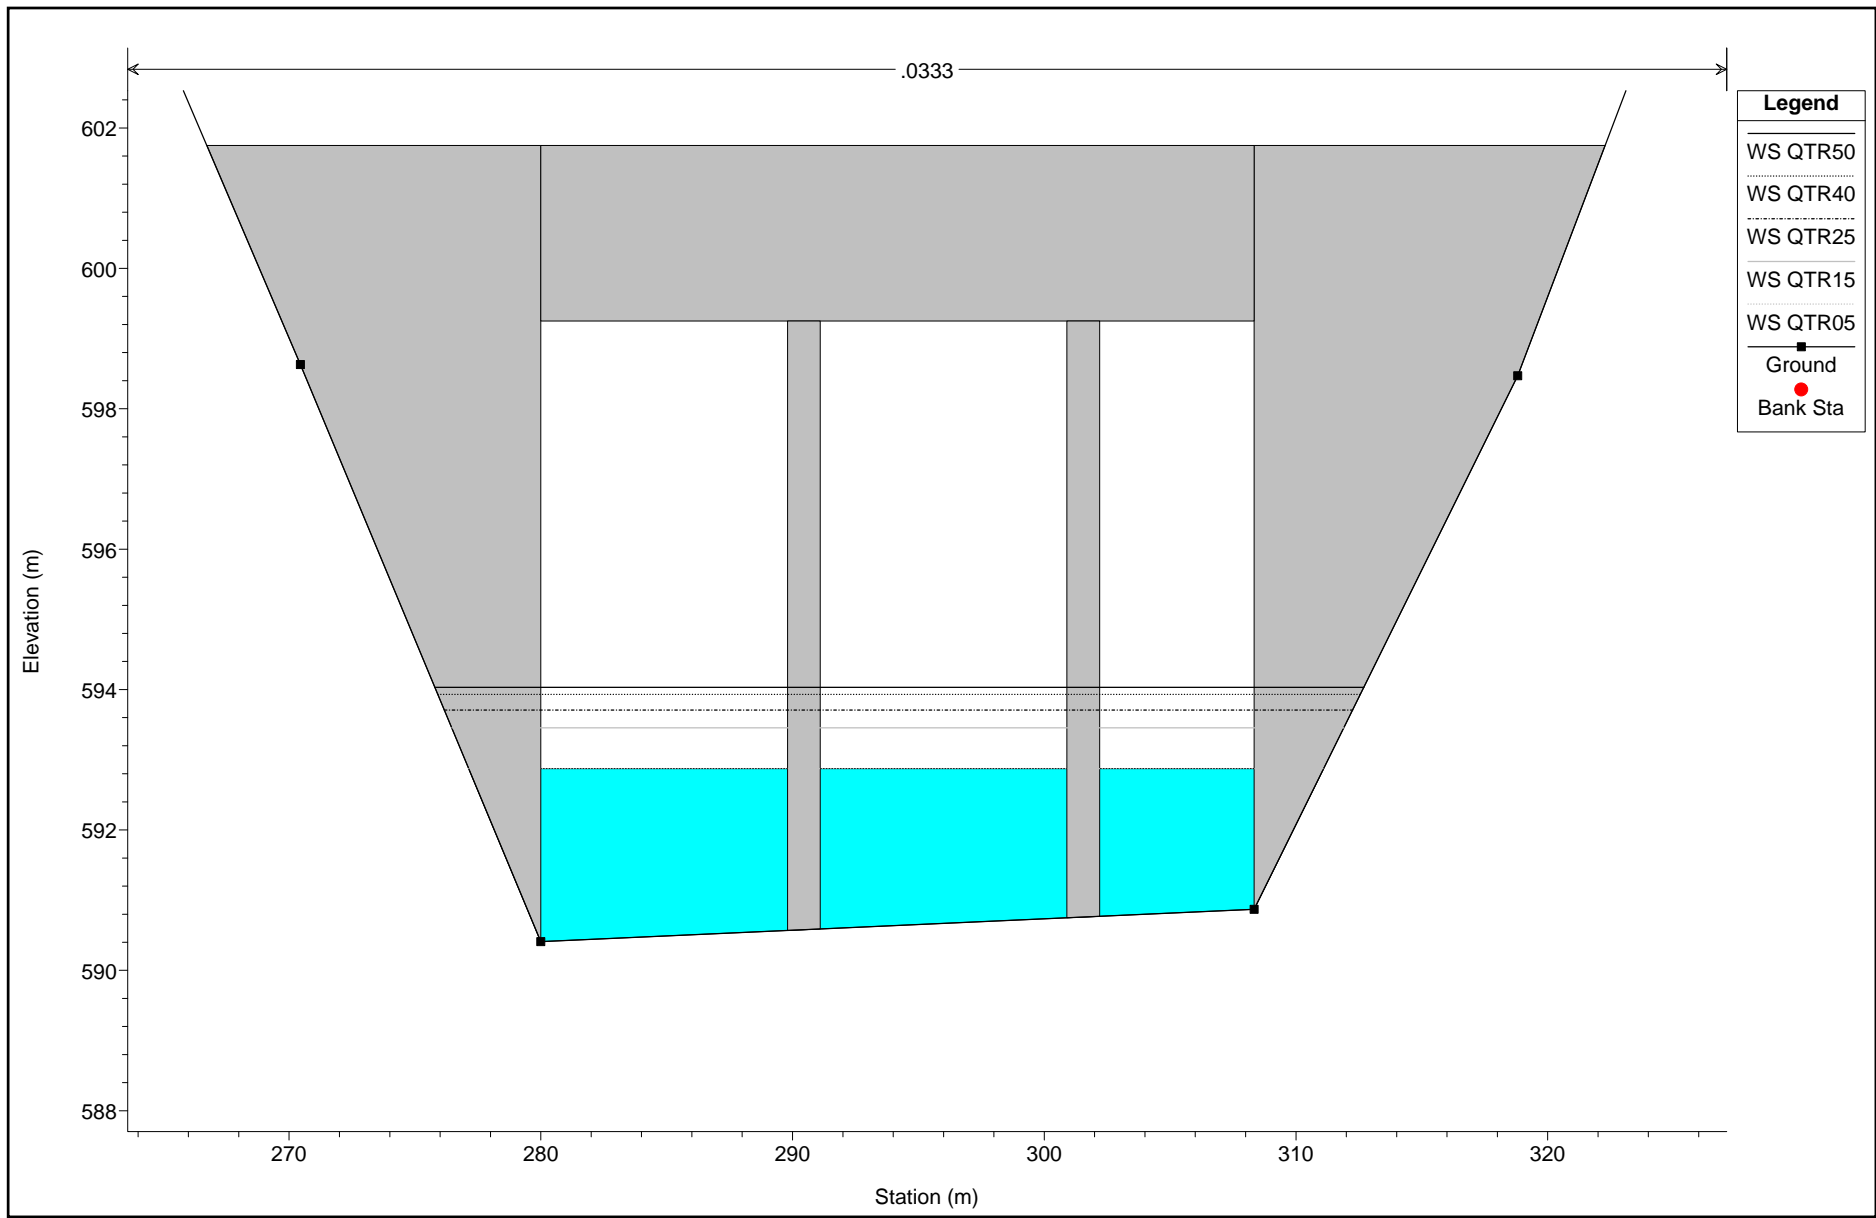 .0333
Legend
WS QTR50
WS QTR40
WS QTR25
WS QTR15
WS QTR05
Ground
Bank Sta
602
600
598
596
594
592
590
588
Elevation (m)
270 280 290 300 310 320
Station (m)